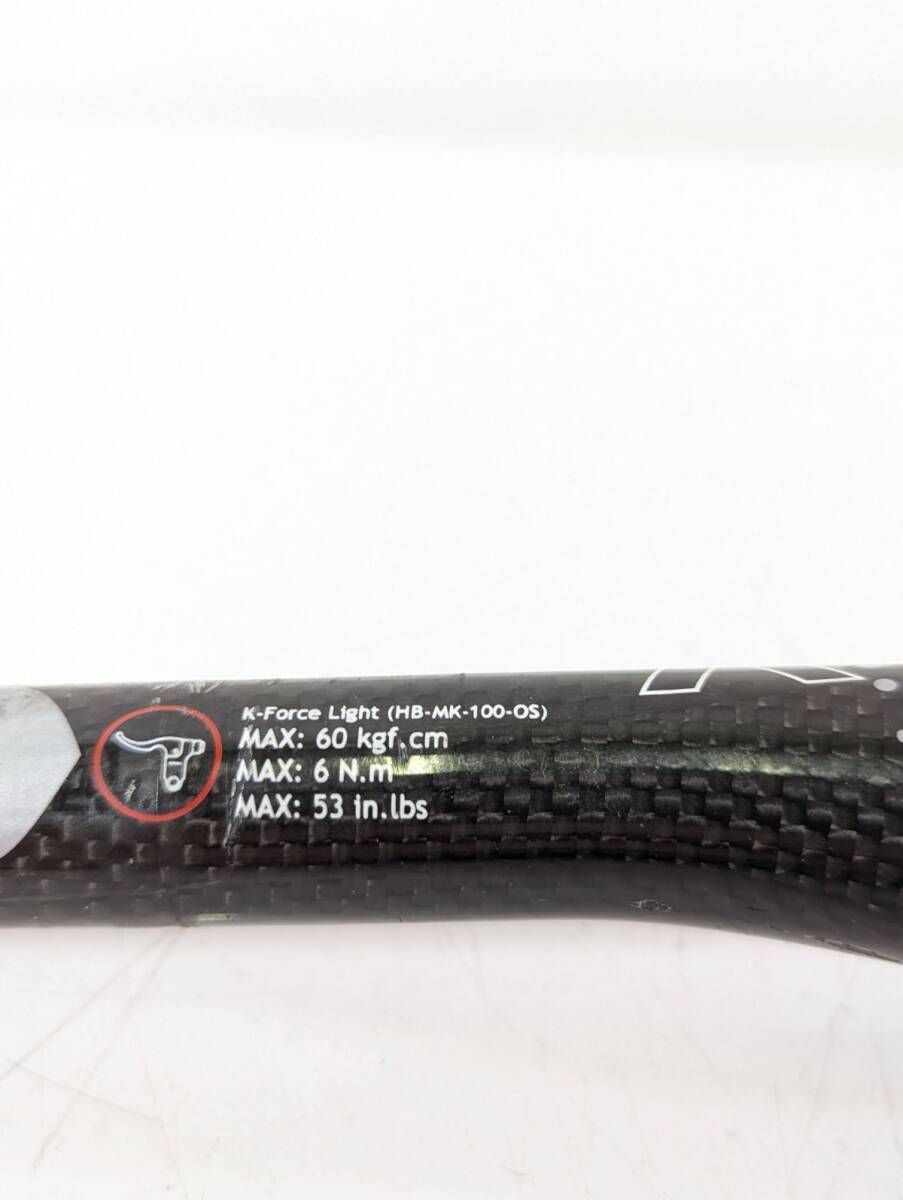 K-Force Light (HB-MK-100-OS)
MAX: 60 kgf.cm
MAX: 6 N.m
MAX: 53 in.lbs